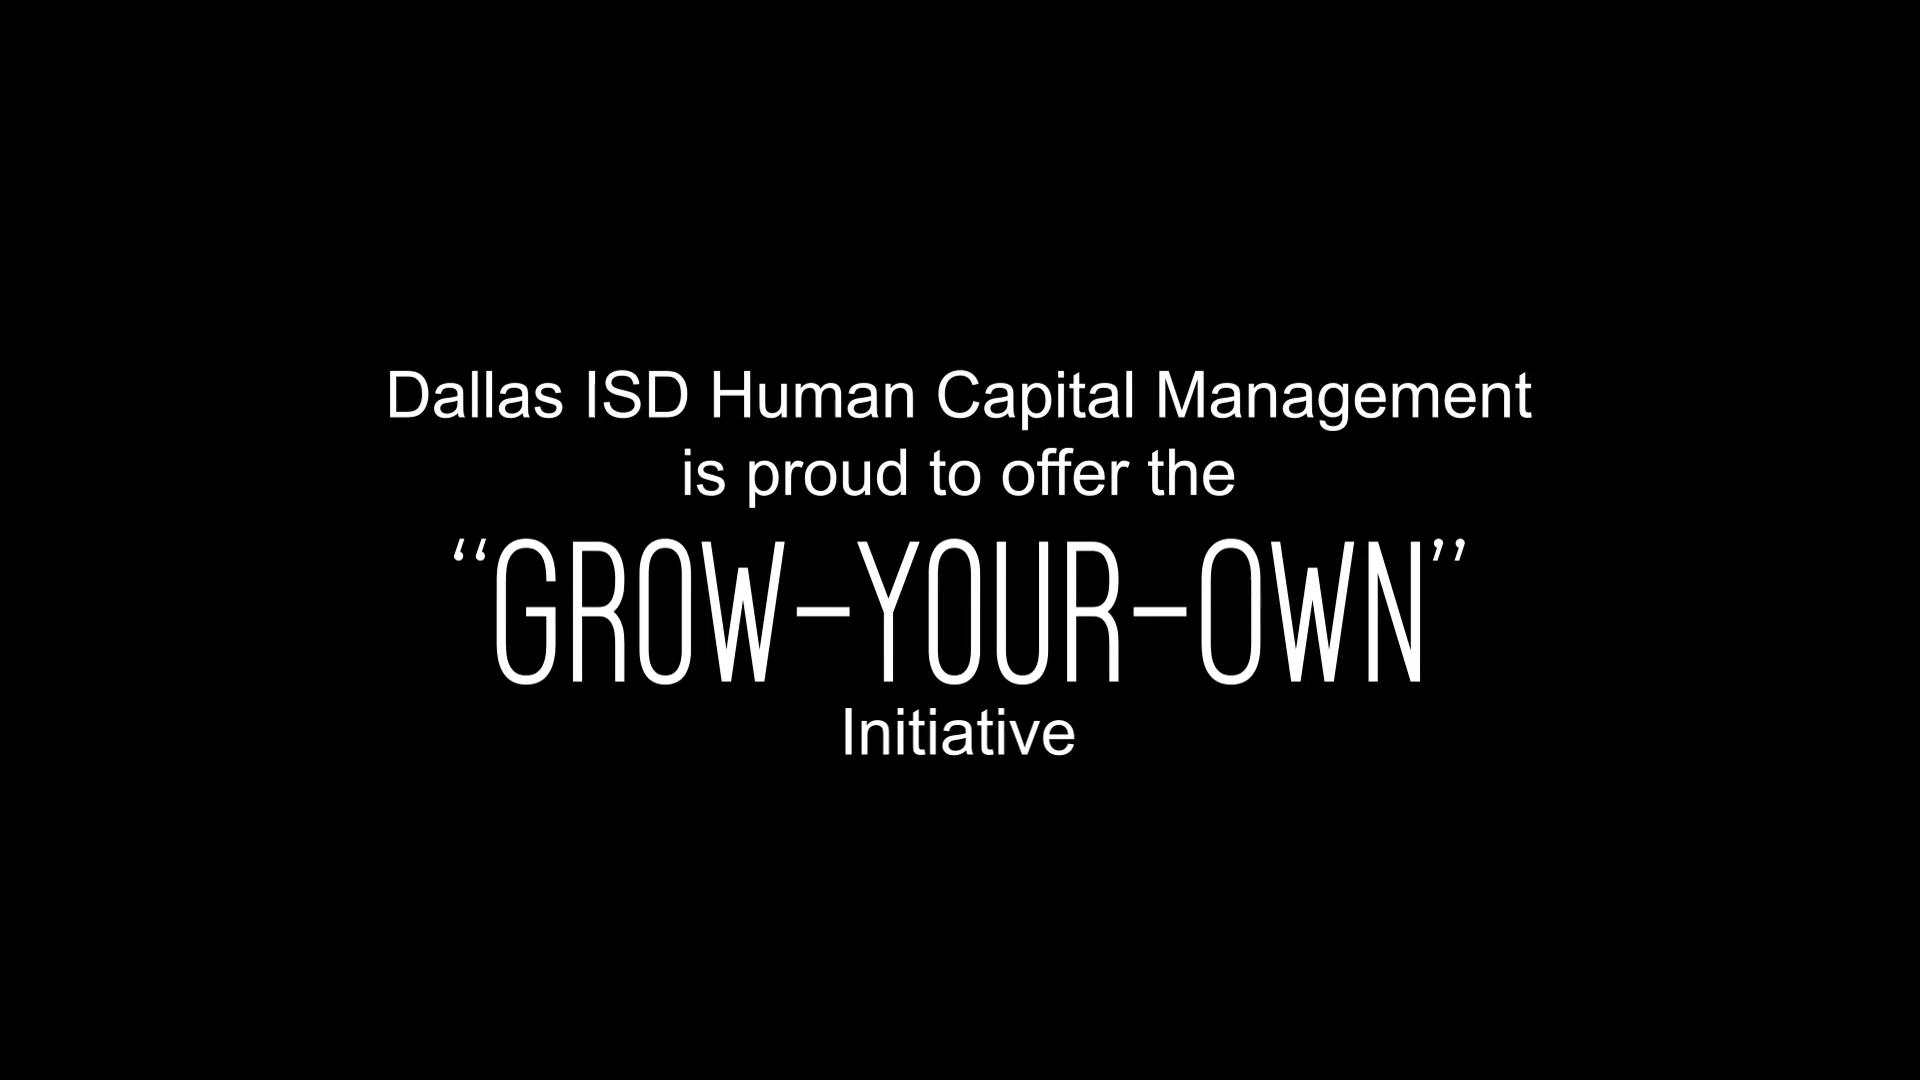 Dallas ISD Human Capital Management
is proud to offer the
“GROW-YOUR-OWN”
Initiative